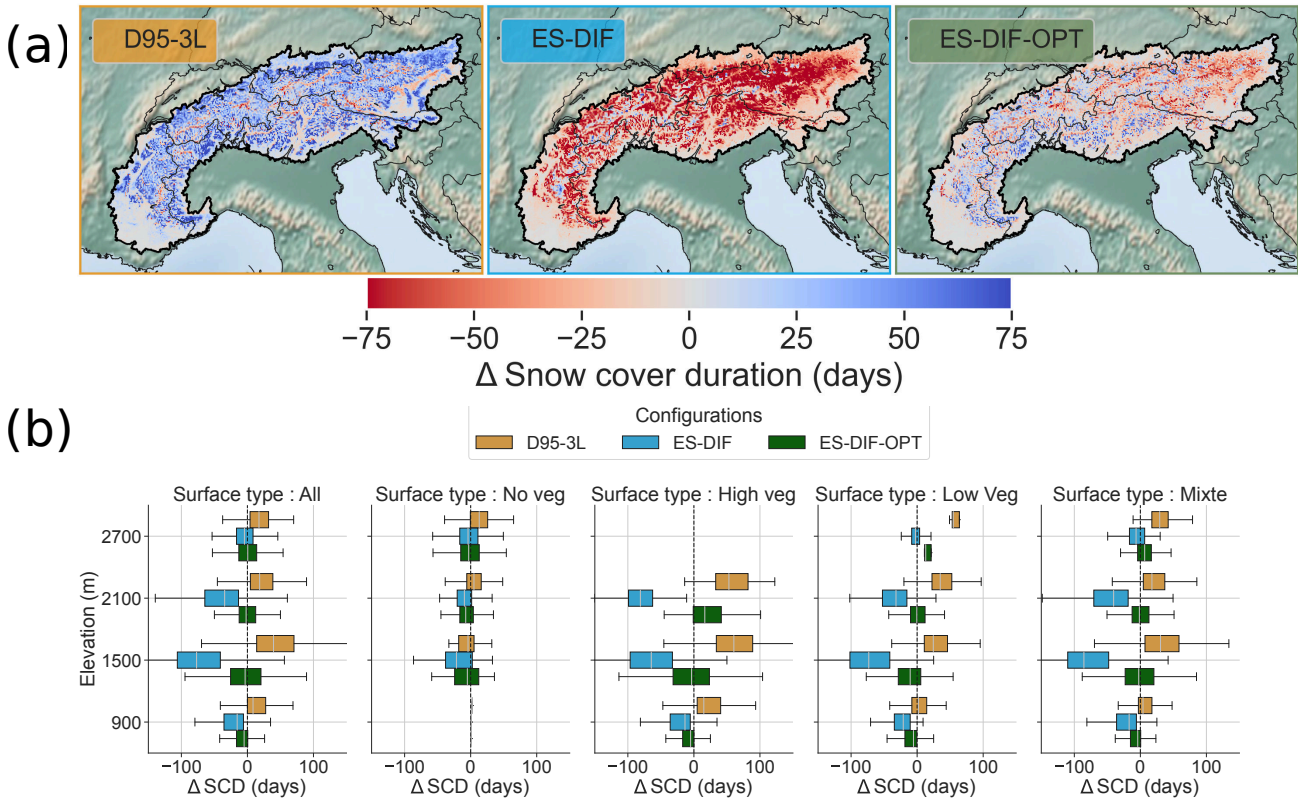 (a)
D95-3L
ES-DIF
ES-DIF-OPT
−75 −50 −25 0 25 50 75
Δ Snow cover duration (days)
(b)
Configurations
D95-3L ES-DIF ES-DIF-OPT
Surface type : All
Surface type : No veg
Surface type : High veg
Surface type : Low Veg
Surface type : Mixte
Elevation (m)
2700
2100
1500
900
−100 0 100
−100 0 100
−100 0 100
−100 0 100
−100 0 100
Δ SCD (days)
Δ SCD (days)
Δ SCD (days)
Δ SCD (days)
Δ SCD (days)